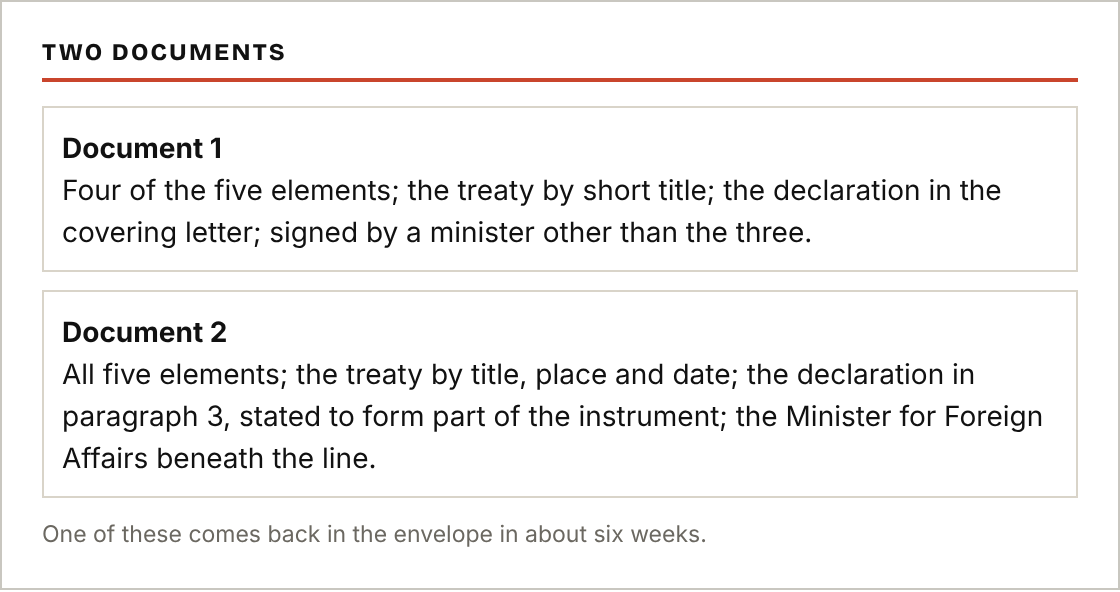 TWO DOCUMENTS
Document 1
Four of the five elements; the treaty by short title; the declaration in the
covering letter; signed by a minister other than the three.
Document 2
All five elements; the treaty by title, place and date; the declaration in
paragraph 3, stated to form part of the instrument; the Minister for Foreign
Affairs beneath the line.
One of these comes back in the envelope in about six weeks.